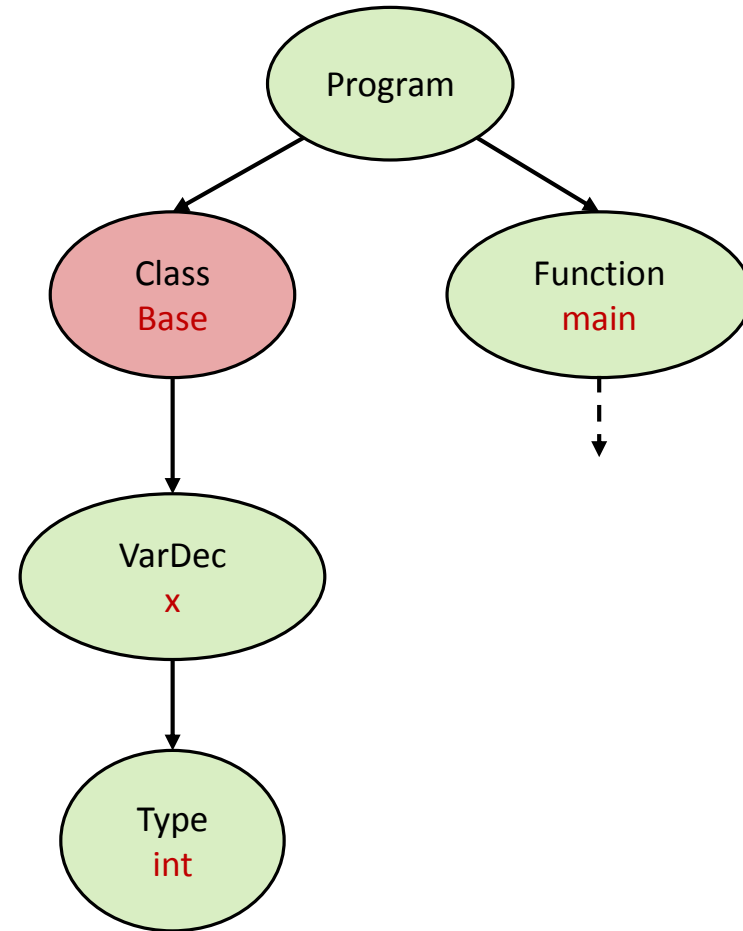 Program
Class
Base
Function
main
VarDec
x
Type
int